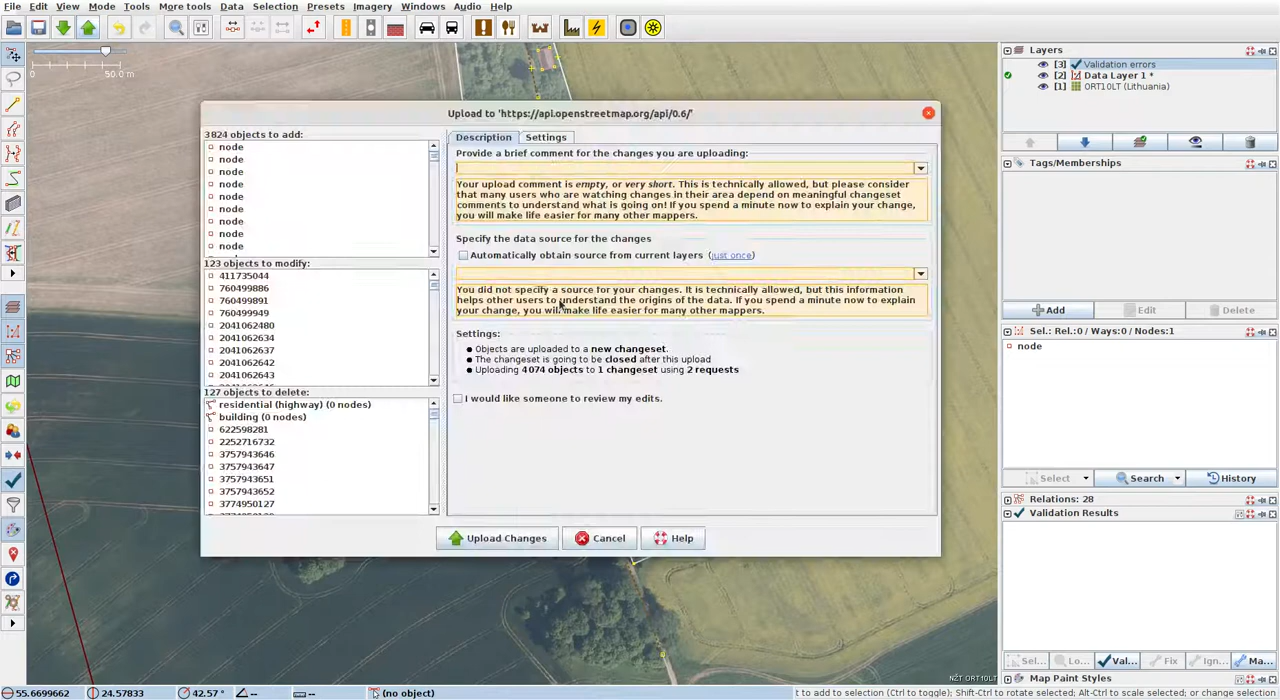 File Edit View Mode Tools More tools Data Selection Presets Imagery Windows Audio Help
0 50.0 m
Upload to 'https://api.openstreetmap.org/api/0.6/'
3824 objects to add:
node
node
node
node
node
node
node
node
node
123 objects to modify:
411735044
760499886
760499891
760499949
2041062480
2041062634
2041062637
2041062642
2041062643
2041062646
127 objects to delete:
residential (highway) (0 nodes)
building (0 nodes)
622598281
2252716732
3757943646
3757943647
3757943651
3757943652
3774950127
Description Settings
Provide a brief comment for the changes you are uploading:
Your upload comment is empty, or very short. This is technically allowed, but please consider
that many users who are watching changes in their area depend on meaningful changeset
comments to understand what is going on! If you spend a minute now to explain your change,
you will make life easier for many other mappers.
Specify the data source for the changes
Automatically obtain source from current layers (just once)
You did not specify a source for your changes. It is technically allowed, but this information
helps other users to understand the origins of the data. If you spend a minute now to explain
your change, you will make life easier for many other mappers.
Settings:
Objects are uploaded to a new changeset.
The changeset is going to be closed after this upload
Uploading 4074 objects to 1 changeset using 2 requests
I would like someone to review my edits.
Upload Changes Cancel Help
Layers
[3] Validation errors
[2] Data Layer 1 *
[1] ORT10LT (Lithuania)
Tags/Memberships
Add Edit Delete
Sel.: Rel.:0 / Ways:0 / Nodes:1
node
Select Search History
Relations: 28
Validation Results
Sel... Lo... Val... Fix Ign... Ma...
Map Paint Styles
NŽT ORT10LT
55.6699662 24.57833 42.57 ° -- -- (no object)
t to add to selection (Ctrl to toggle); Shift-Ctrl to rotate selected; Alt-Ctrl to scale selected; or change selection